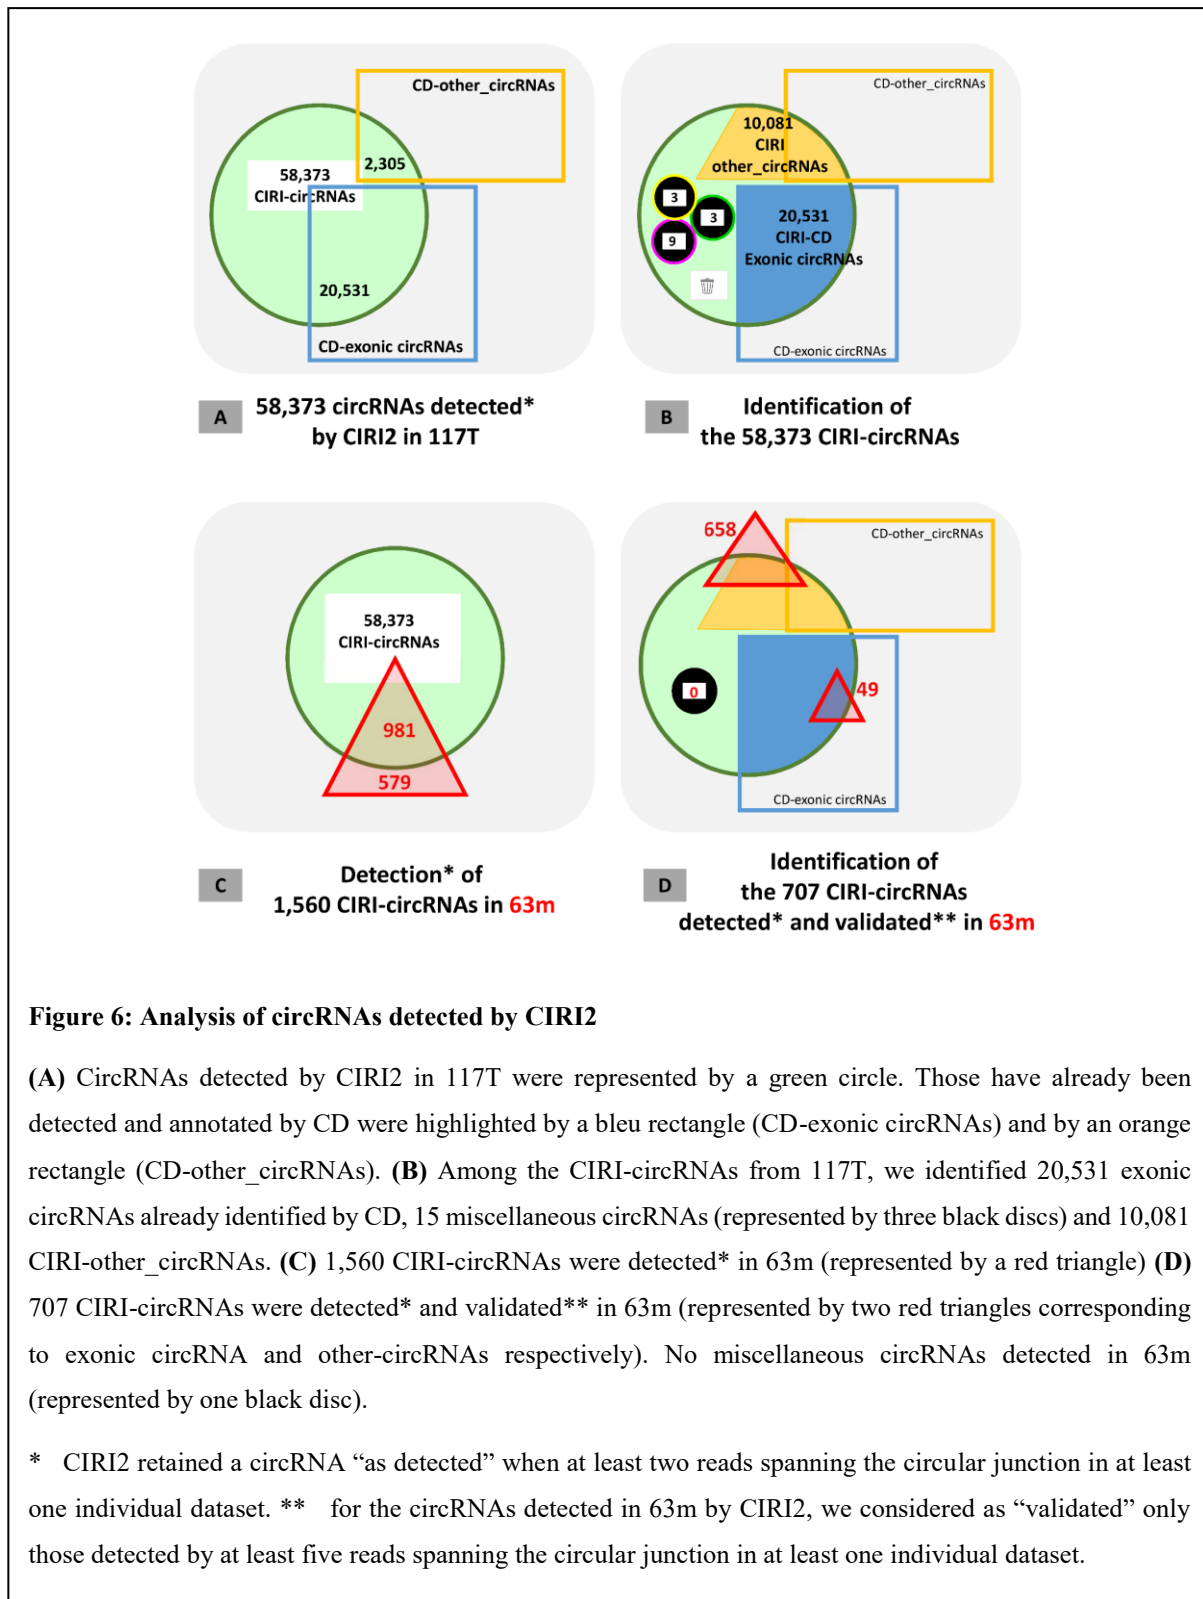 CD-other_circRNAs
2,305
58,373
CIRI-circRNAs
20,531
CD-exonic circRNAs
A
58,373 circRNAs detected*
by CIRI2 in 117T
CD-other_circRNAs
10,081
CIRI
other_circRNAs
3
3
9
20,531
CIRI-CD
Exonic circRNAs
CD-exonic circRNAs
B
Identification of
the 58,373 CIRI-circRNAs
58,373
CIRI-circRNAs
981
579
C
Detection* of
1,560 CIRI-circRNAs in 63m
658
CD-other_circRNAs
0
49
CD-exonic circRNAs
D
Identification of
the 707 CIRI-circRNAs
detected* and validated** in 63m
Figure 6: Analysis of circRNAs detected by CIRI2
(A) CircRNAs detected by CIRI2 in 117T were represented by a green circle. Those have already been
detected and annotated by CD were highlighted by a bleu rectangle (CD-exonic circRNAs) and by an orange
rectangle (CD-other_circRNAs). (B) Among the CIRI-circRNAs from 117T, we identified 20,531 exonic
circRNAs already identified by CD, 15 miscellaneous circRNAs (represented by three black discs) and 10,081
CIRI-other_circRNAs. (C) 1,560 CIRI-circRNAs were detected* in 63m (represented by a red triangle) (D)
707 CIRI-circRNAs were detected* and validated** in 63m (represented by two red triangles corresponding
to exonic circRNA and other-circRNAs respectively). No miscellaneous circRNAs detected in 63m
(represented by one black disc).
* CIRI2 retained a circRNA “as detected” when at least two reads spanning the circular junction in at least
one individual dataset. ** for the circRNAs detected in 63m by CIRI2, we considered as “validated” only
those detected by at least five reads spanning the circular junction in at least one individual dataset.